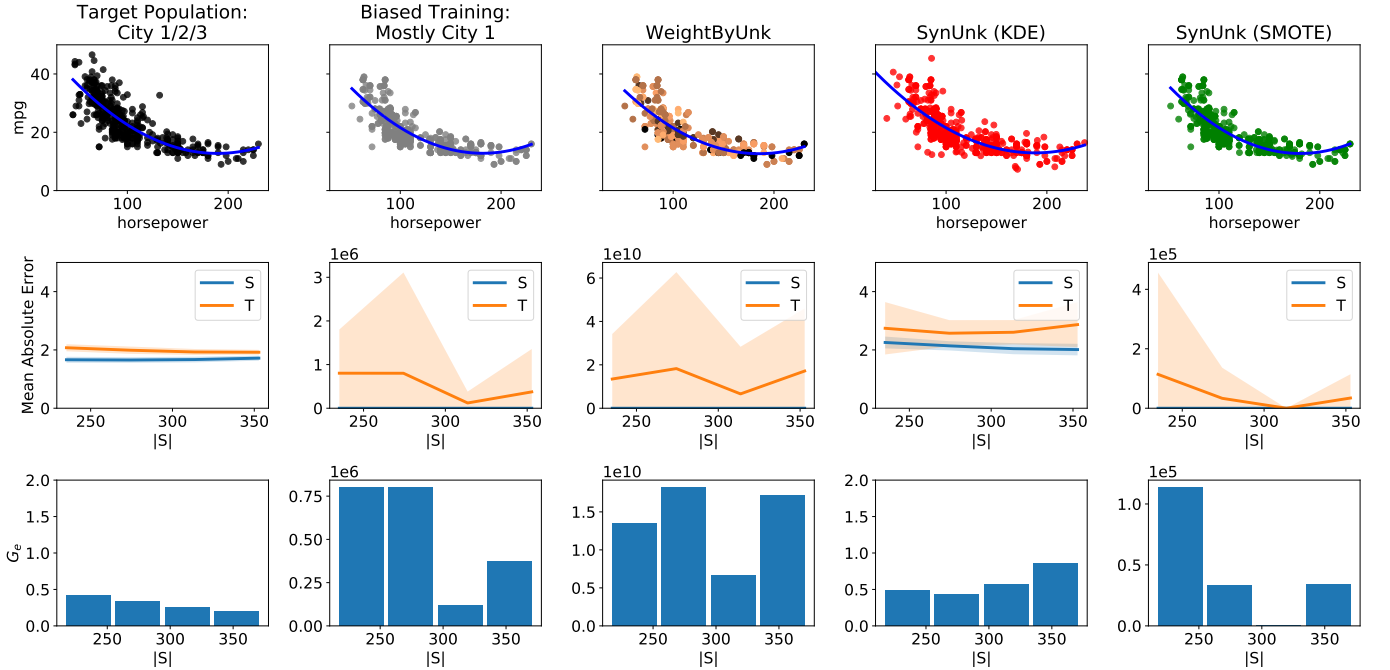 Target Population:
City 1/2/3
Biased Training:
Mostly City 1
WeightByUnk
SynUnk (KDE)
SynUnk (SMOTE)
mpg
40
20
0
100 200
horsepower
100 200
horsepower
100 200
horsepower
100 200
horsepower
100 200
horsepower
Mean Absolute Error
4
2
0
S
T
250 300 350
|S|
1e6
3
2
1
0
S
T
250 300 350
|S|
1e10
6
4
2
0
S
T
250 300 350
|S|
4
2
0
S
T
250 300 350
|S|
1e5
4
2
0
S
T
250 300 350
|S|
Ge
2.0
1.5
1.0
0.5
0.0
250 300 350
|S|
1e6
0.75
0.50
0.25
0.00
250 300 350
|S|
1e10
1.5
1.0
0.5
0.0
250 300 350
|S|
2.0
1.5
1.0
0.5
0.0
250 300 350
|S|
1e5
1.0
0.5
0.0
250 300 350
|S|